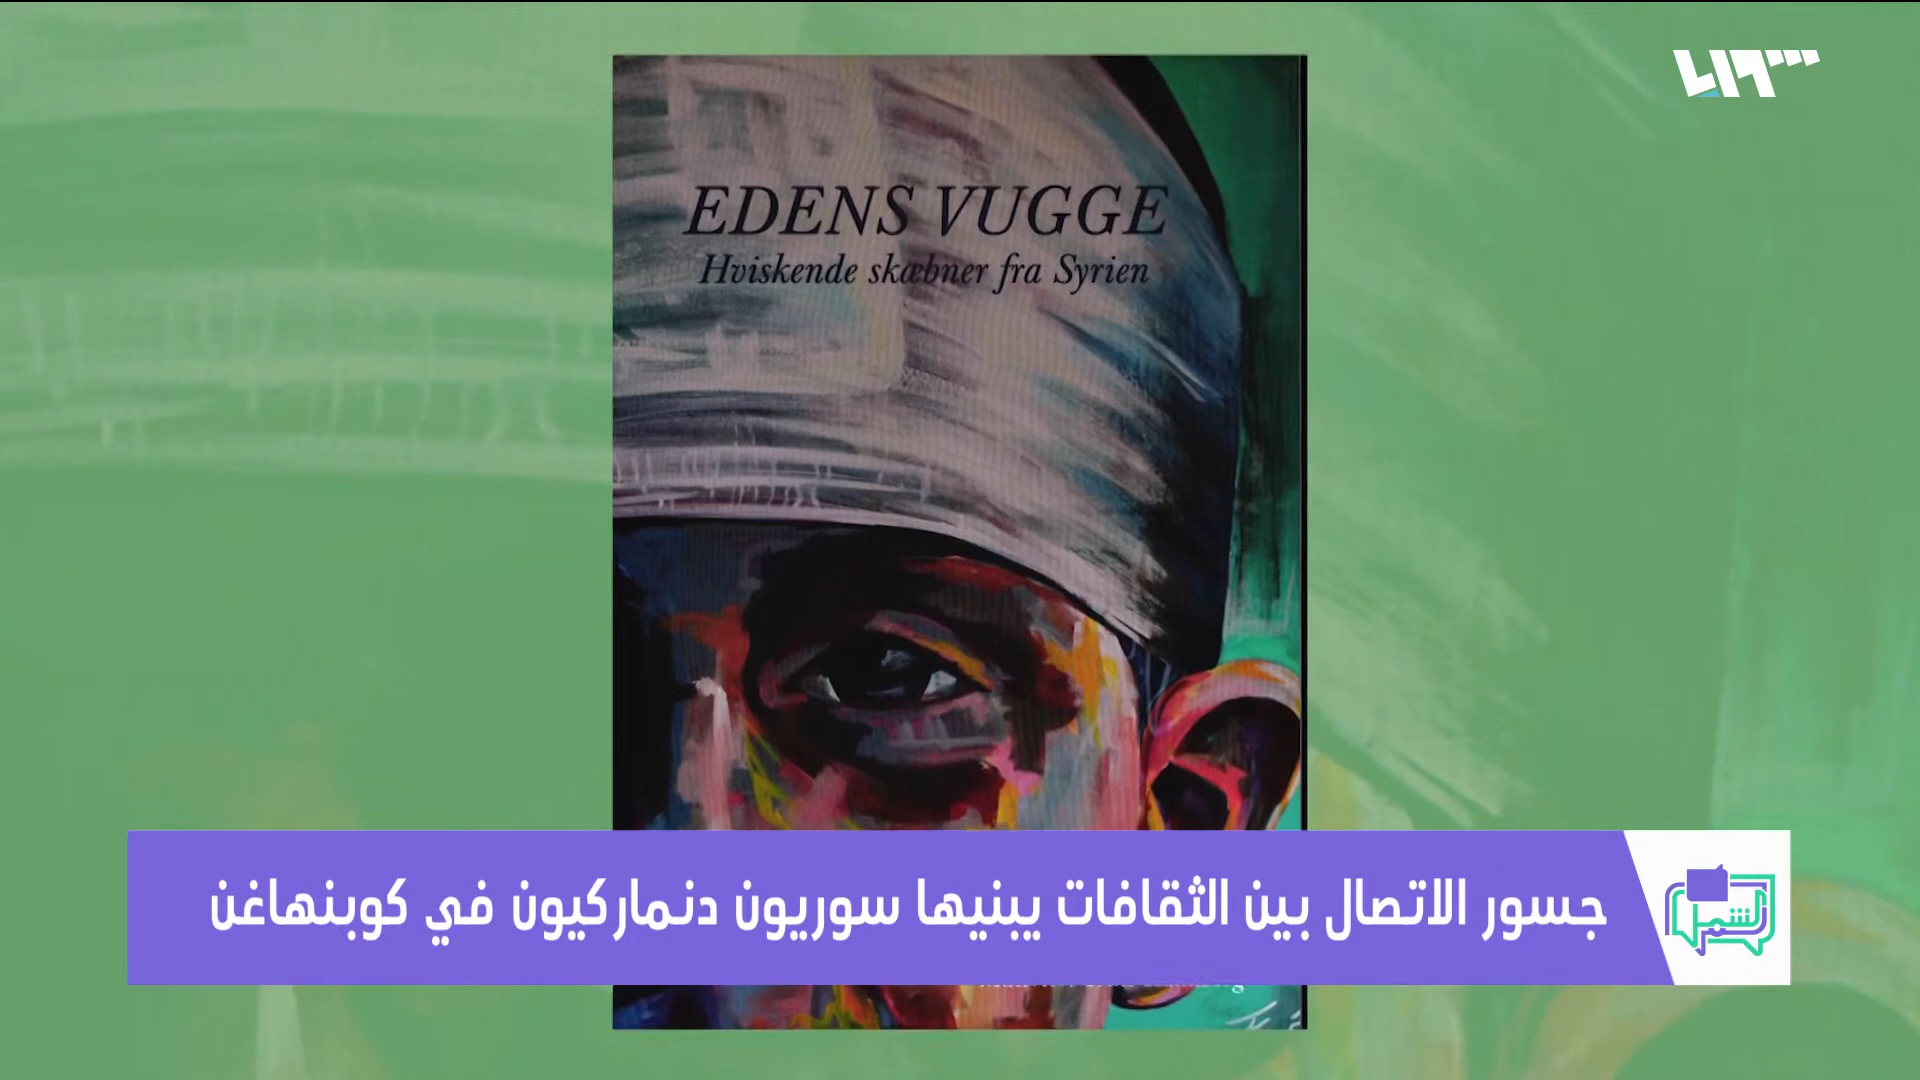 EDENS VUGGE
Hviskende skæbner fra Syrien
جسور الاتصال بين الثقافات يبنيها سوريون دنماركيون في كوبنهاغن